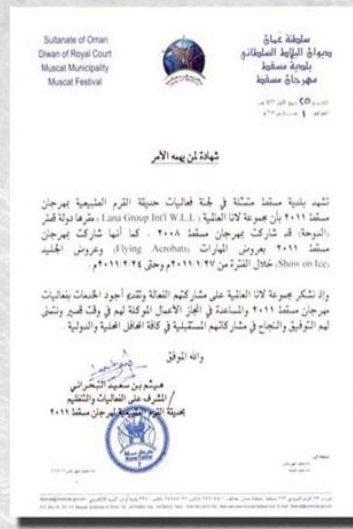 Sultanate of Oman
Diwan of Royal Court
Muscat Municipality
Muscat Festival
سلطنة عمان
ديوان البلاط السلطاني
بلدية مسقط
مهرجان مسقط
شهادة لمن يهمه الأمر
تشهد بلدية مسقط متمثلة في لجنة فعاليات حديقة القرم الطبيعية بمهرجان
مسقط ٢٠١١ بأن مجموعة لانا العالمية (Lana Group Int'l W.L.L) مقرها دولة قطر
(الدوحة) قد شاركت بمهرجان مسقط ٢٠٠٨ ، كما أنها شاركت بمهرجان
مسقط ٢٠١١ بعروض المهارات (Flying Acrobats) وعروض الجليد
(Show on Ice) خلال الفترة من ٢٠١١/١/٢٧م وحتى ٢٠١١/٢/٢٤م.
وإذ نشكر مجموعة لانا العالمية على مشاركتهم الفعالة وتقديم أجود الخدمات بفعاليات
مهرجان مسقط ٢٠١١ والمساعدة في انجاز الأعمال الموكلة لهم في وقت قصير ونتمنى
لهم التوفيق والنجاح في مشاركاتهم المستقبلية في كافة المحافل المحلية والدولية
والله الموفق
هيثم بن سعيد البحراني
المشرف على الفعاليات والتنظيم
بحديقة القرم الطبيعية لمهرجان مسقط ٢٠١١